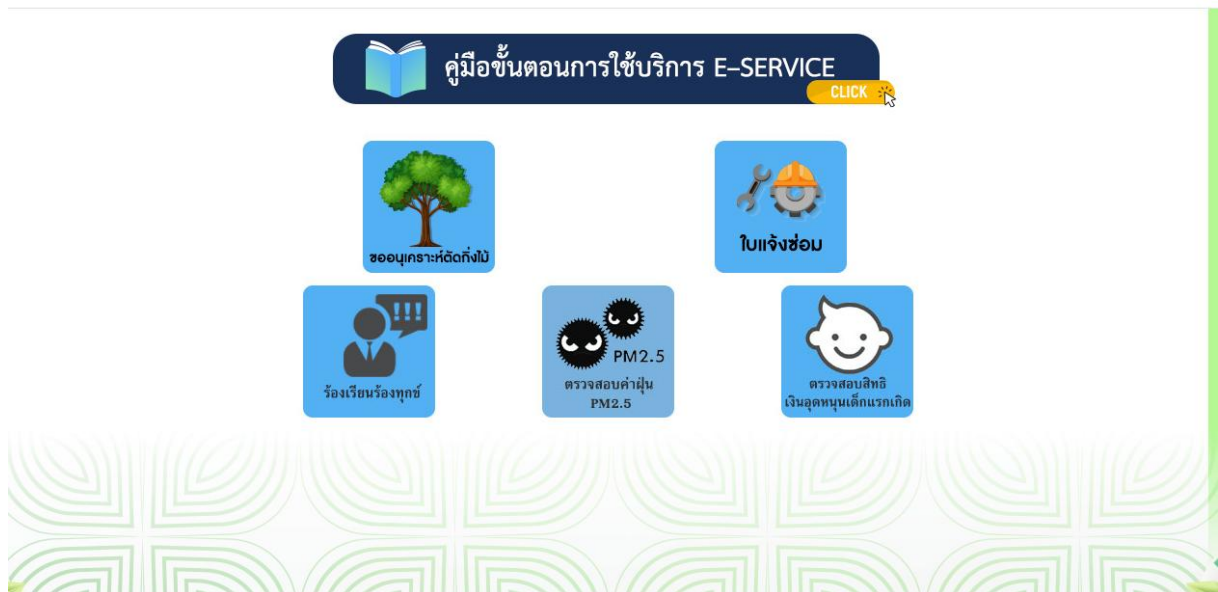 คู่มือขั้นตอนการใช้บริการ E-SERVICE
CLICK
ขออนุเคราะห์ตัดกิ่งไม้
ใบแจ้งซ่อม
!!!
ร้องเรียนร้องทุกข์
PM2.5
ตรวจสอบค่าฝุ่น
PM2.5
ตรวจสอบสิทธิ
เงินอุดหนุนเด็กแรกเกิด